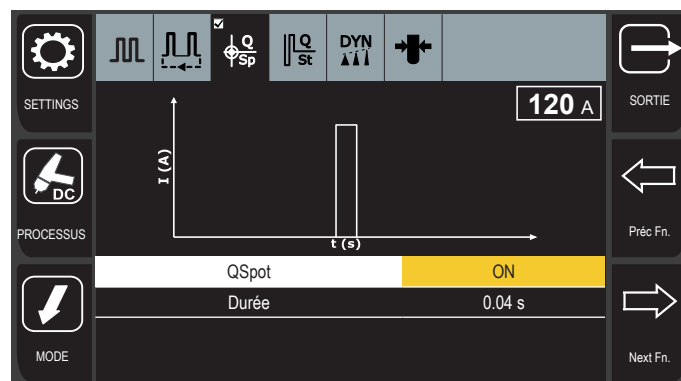 SETTINGS
DC
PROCESSUS
MODE
Q
Sp
Q
St
DYN
120 A
I (A)
t (s)
QSpot ON
Durée 0.04 s
SORTIE
Préc Fn.
Next Fn.